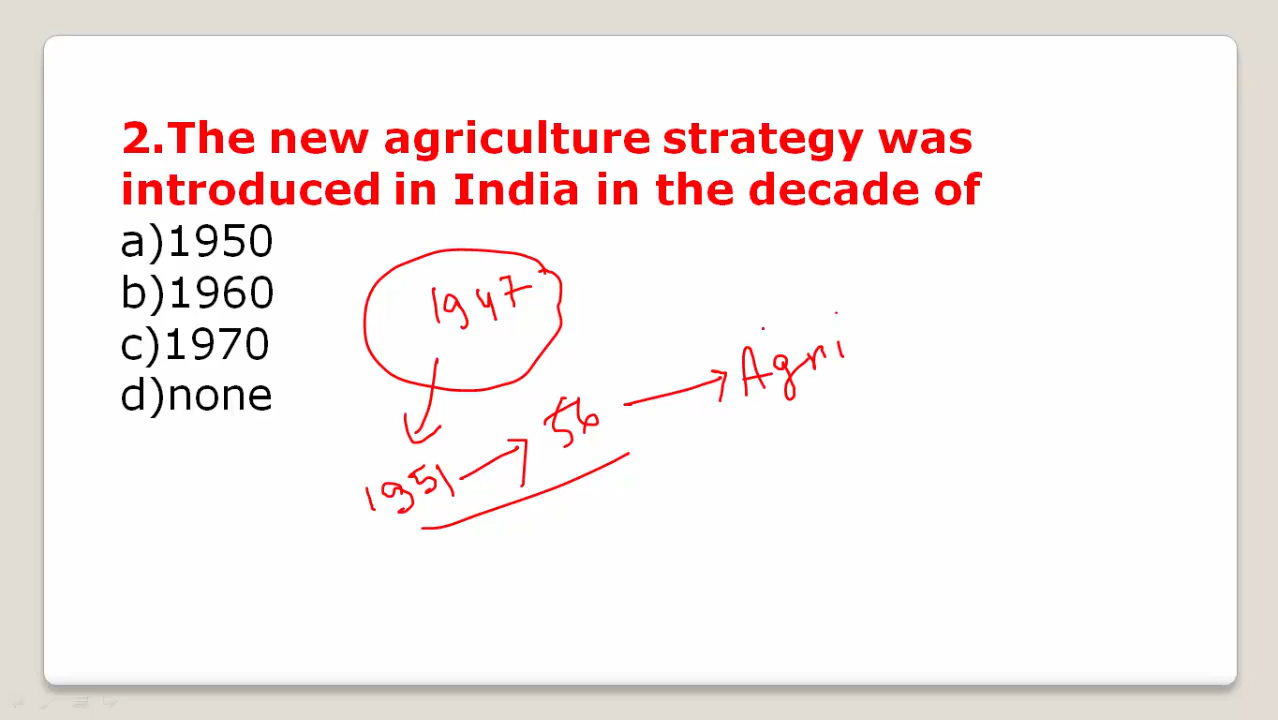 2.The new agriculture strategy was
introduced in India in the decade of
a)1950
b)1960
c)1970
d)none
1947
1951 → 56 → Agri